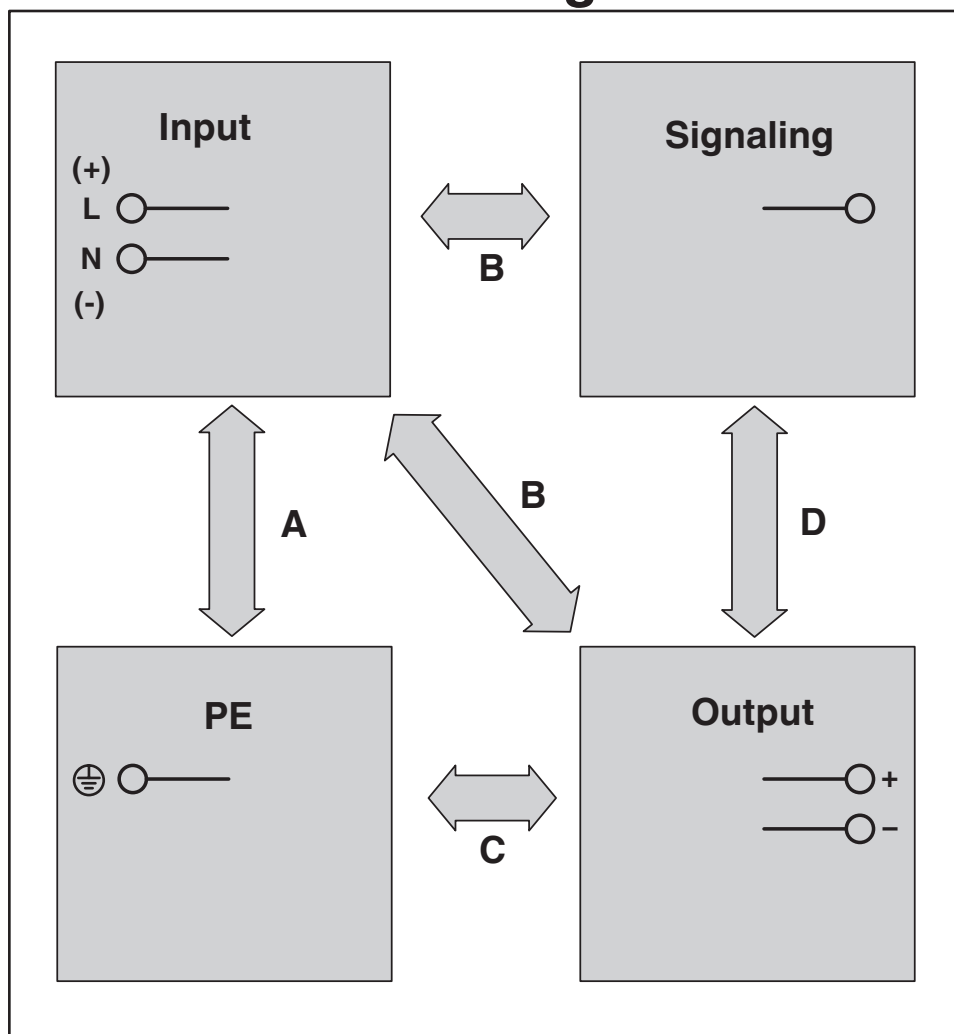 Input
(+)
L
N
(-)
Signaling
B
A
B
D
PE
Output
+
–
C